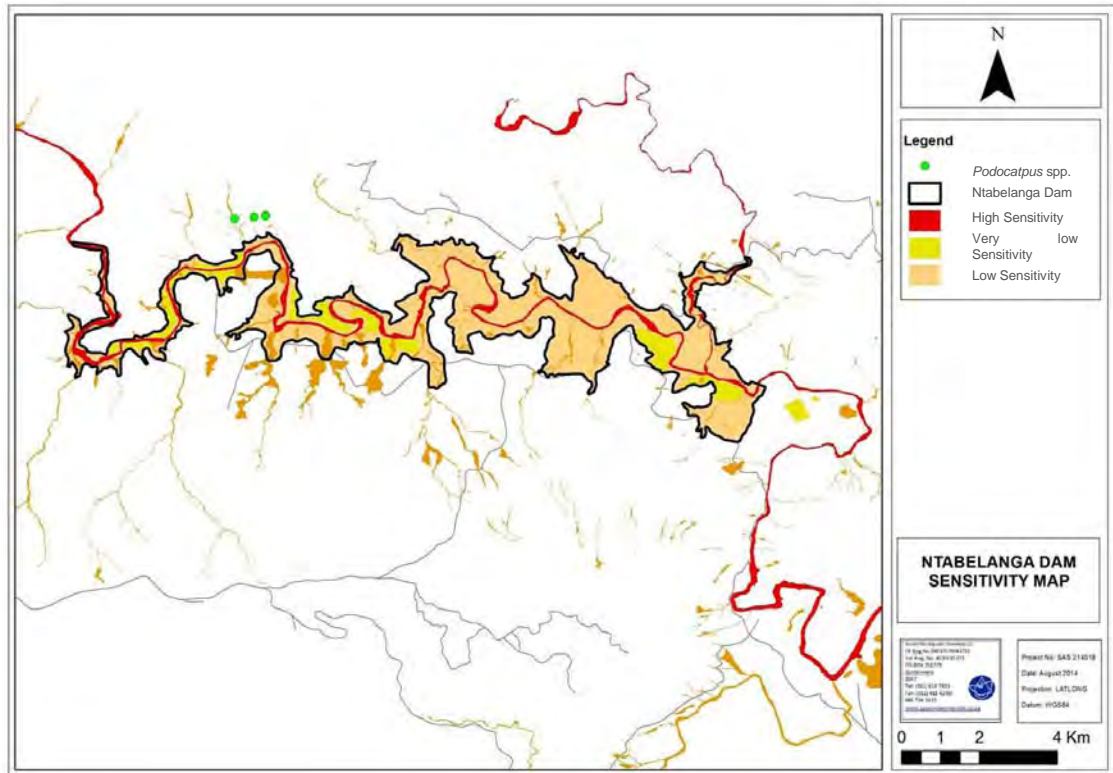 N
Legend
Podocatpus spp.
Ntabelanga Dam
High Sensitivity
Very low
Sensitivity
Low Sensitivity
NTABELANGA DAM
SENSITIVITY MAP
Project No: SAS 214018
Date: August 2014
Projection: LATLONG
Datum: WGS84
0 1 2 4 Km